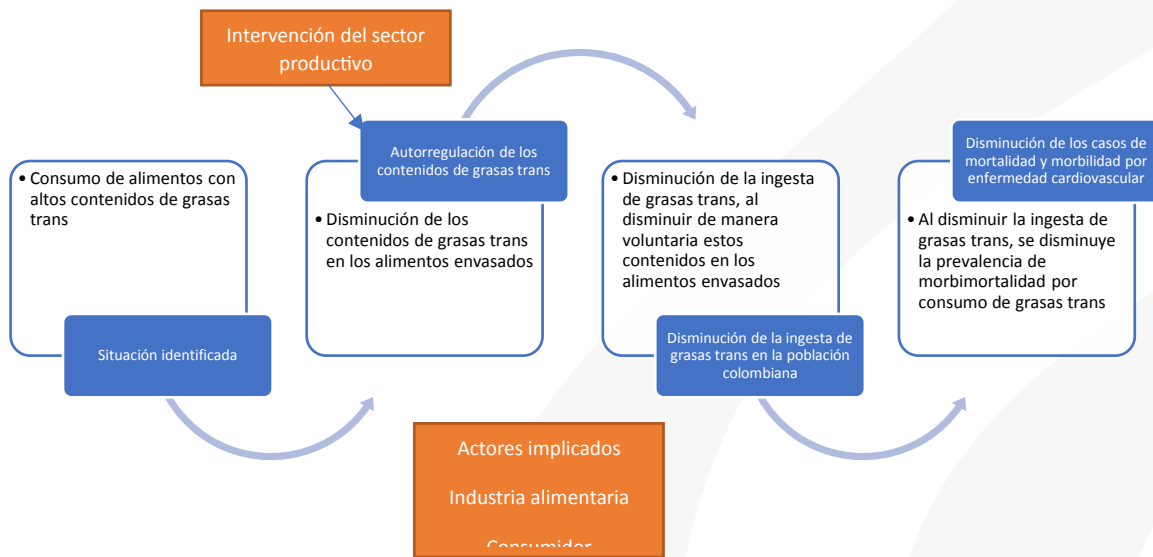 Intervención del sector
productivo
Autorregulación de los
contenidos de grasas trans
Disminución de los casos de
mortalidad y morbilidad por
enfermedad cardiovascular
• Consumo de alimentos con
altos contenidos de grasas
trans
Situación identificada
• Disminución de los
contenidos de grasas trans
en los alimentos envasados
• Disminución de la ingesta
de grasas trans, al
disminuir de manera
voluntaria estos
contenidos en los
alimentos envasados
Disminución de la ingesta de
grasas trans en la población
colombiana
• Al disminuir la ingesta de
grasas trans, se disminuye
la prevalencia de
morbimortalidad por
consumo de grasas trans
Actores implicados
Industria alimentaria
Consumidor